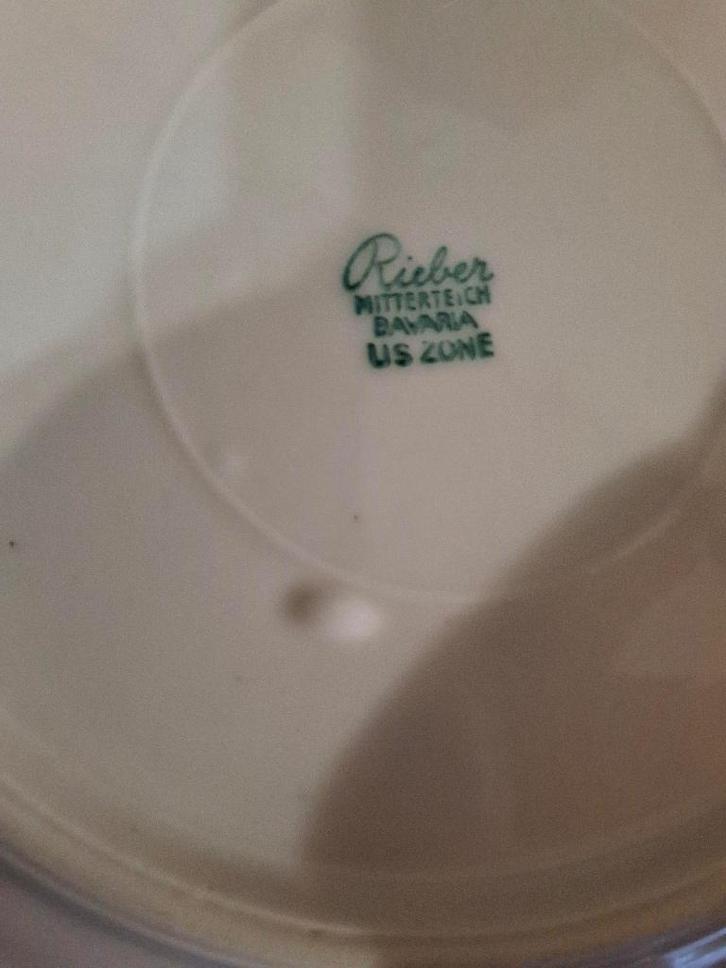 Rieber
MITTERTEICH
BAVARIA
US ZONE